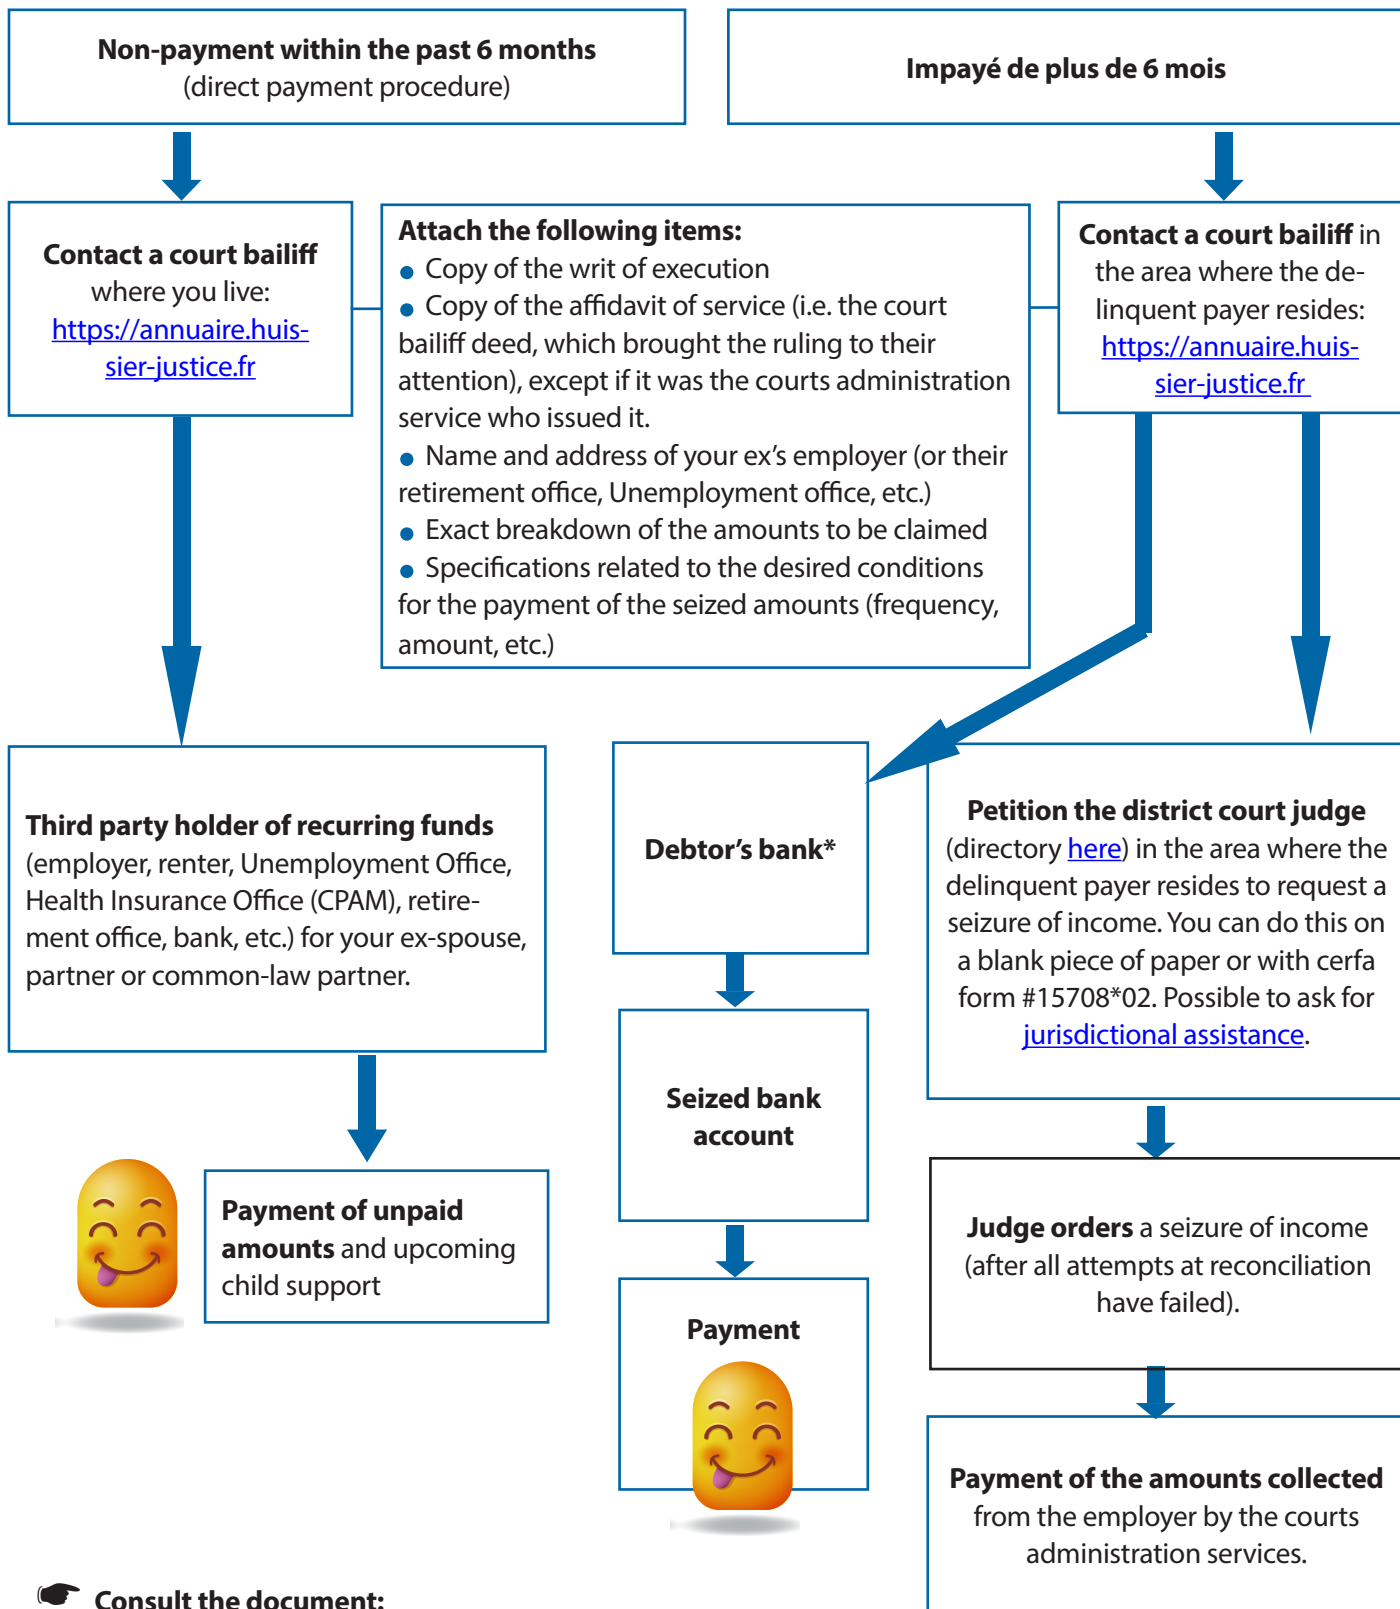 Non-payment within the past 6 months
(direct payment procedure)
Impayé de plus de 6 mois
Contact a court bailiff
where you live:
https://annuaire.huis-
sier-justice.fr
Attach the following items:
● Copy of the writ of execution
● Copy of the affidavit of service (i.e. the court
bailiff deed, which brought the ruling to their
attention), except if it was the courts administration
service who issued it.
● Name and address of your ex’s employer (or their
retirement office, Unemployment office, etc.)
● Exact breakdown of the amounts to be claimed
● Specifications related to the desired conditions
for the payment of the seized amounts (frequency,
amount, etc.)
Contact a court bailiff in
the area where the de-
linquent payer resides:
https://annuaire.huis-
sier-justice.fr
Third party holder of recurring funds
(employer, renter, Unemployment Office,
Health Insurance Office (CPAM), retire-
ment office, bank, etc.) for your ex-spouse,
partner or common-law partner.
Debtor’s bank*
Petition the district court judge
(directory here) in the area where the
delinquent payer resides to request a
seizure of income. You can do this on
a blank piece of paper or with cerfa
form #15708*02. Possible to ask for
jurisdictional assistance.
Seized bank
account
Payment of unpaid
amounts and upcoming
child support
Judge orders a seizure of income
(after all attempts at reconciliation
have failed).
Payment
Payment of the amounts collected
from the employer by the courts
administration services.
Consult the document: